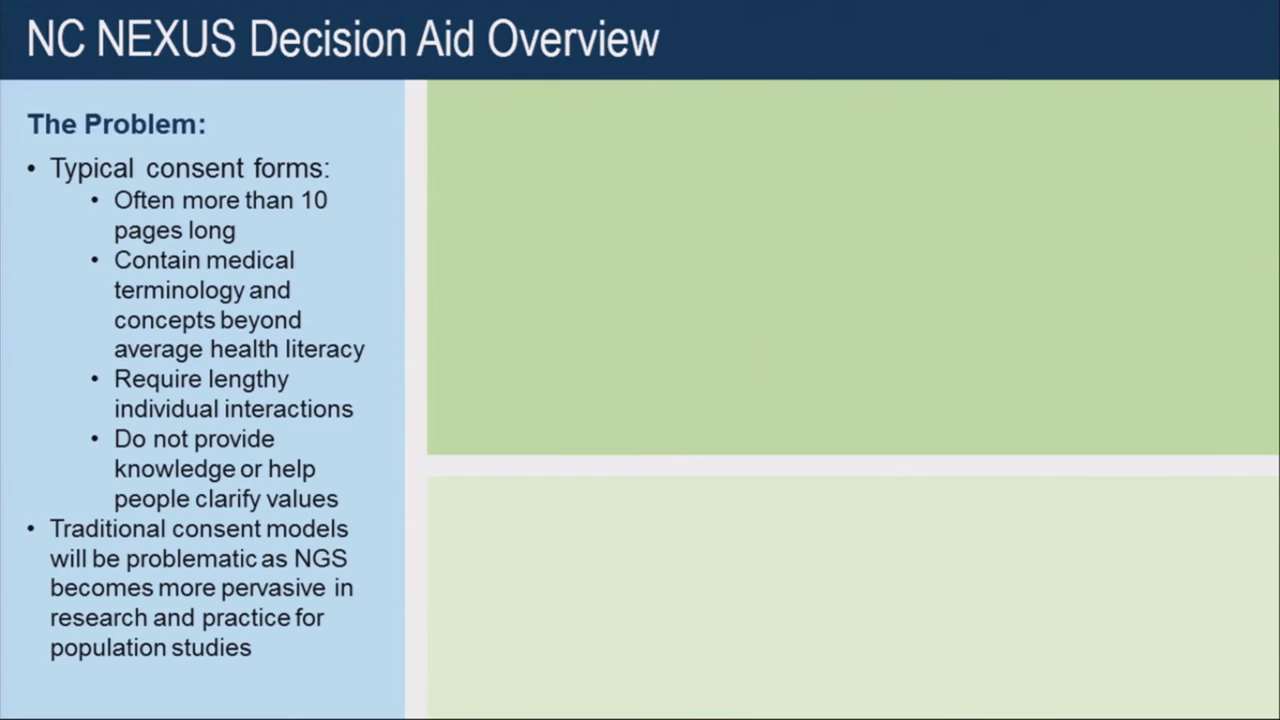 NC NEXUS Decision Aid Overview
The Problem:
• Typical consent forms:
• Often more than 10
pages long
• Contain medical
terminology and
concepts beyond
average health literacy
• Require lengthy
individual interactions
• Do not provide
knowledge or help
people clarify values
• Traditional consent models
will be problematic as NGS
becomes more pervasive in
research and practice for
population studies